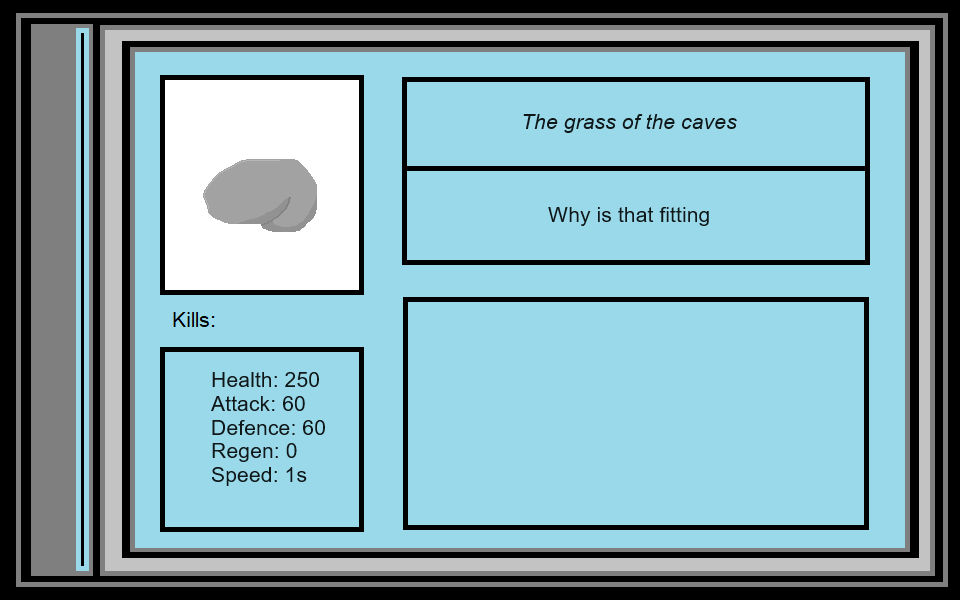 The grass of the caves
Why is that fitting
Kills:
Health: 250
Attack: 60
Defence: 60
Regen: 0
Speed: 1s